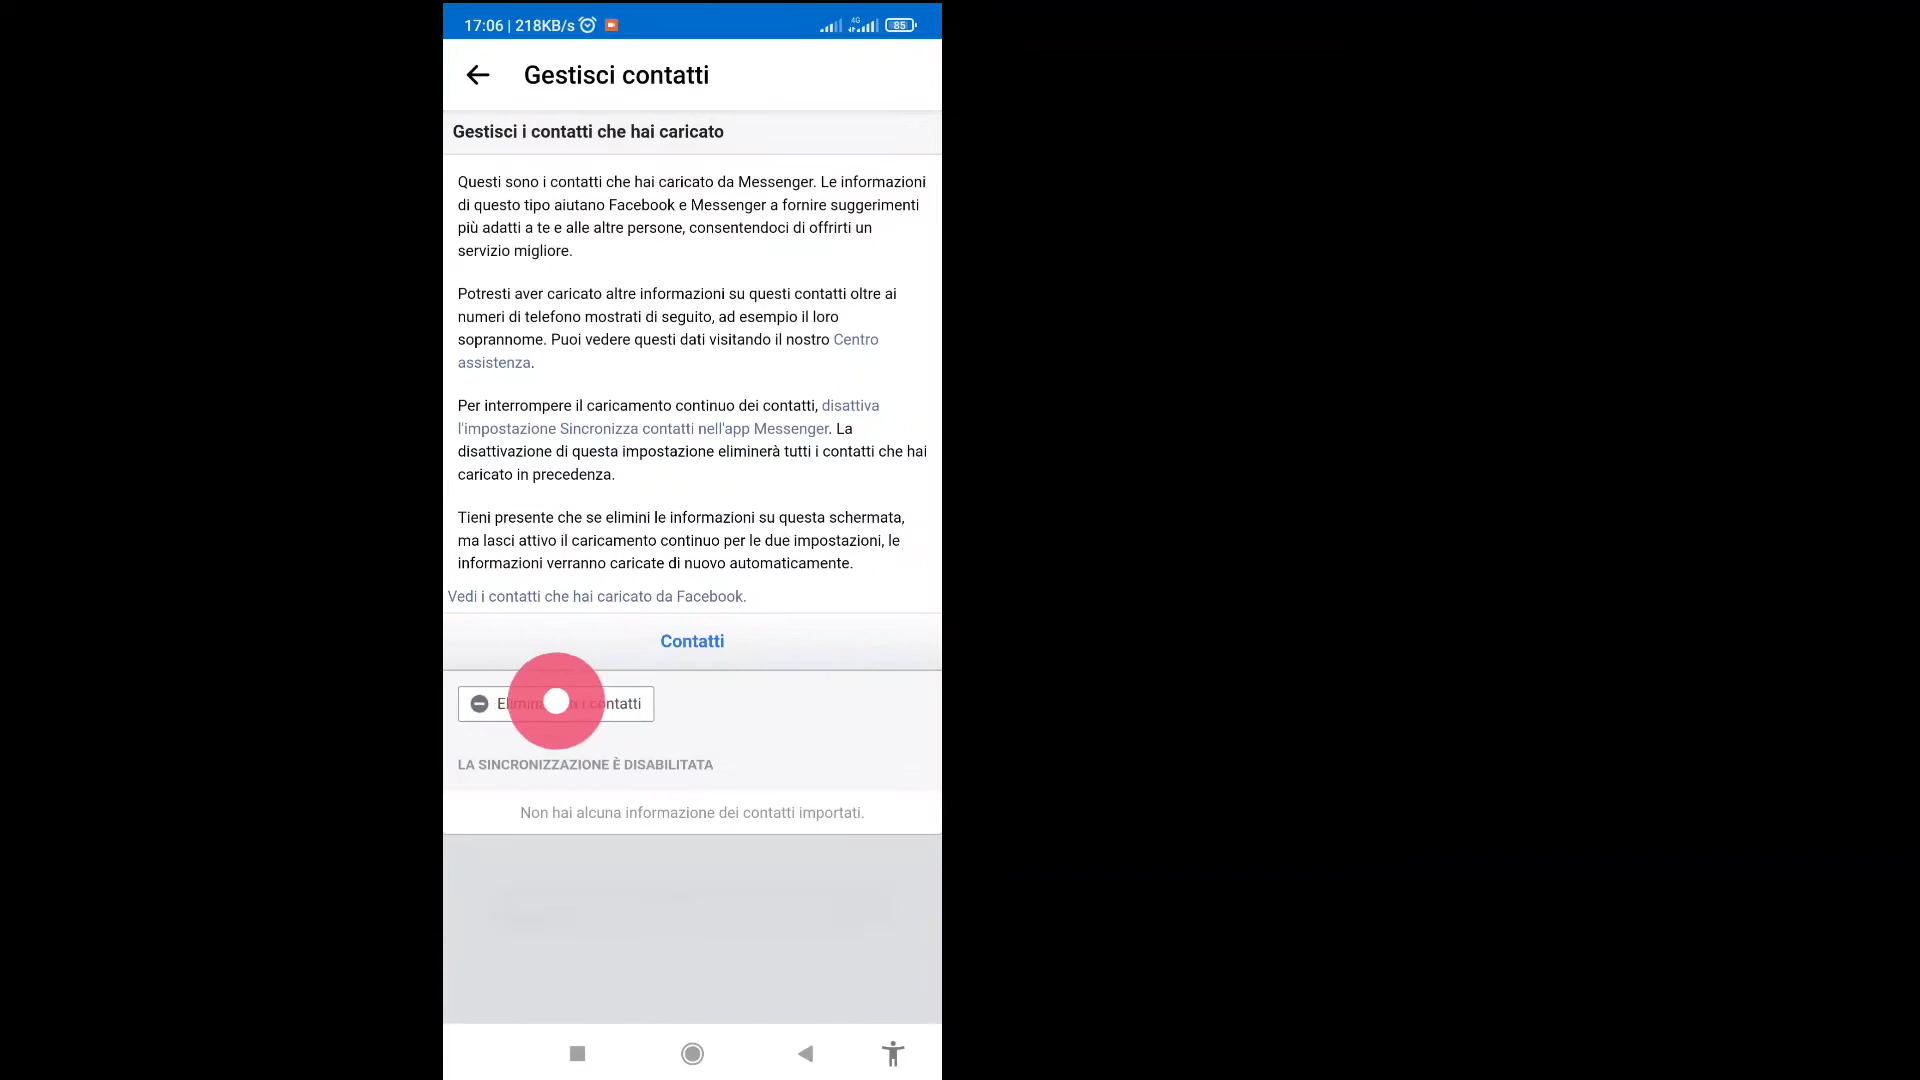 17:06 | 218KB/s
4G
85
Gestisci contatti
Gestisci i contatti che hai caricato
Questi sono i contatti che hai caricato da Messenger. Le informazioni
di questo tipo aiutano Facebook e Messenger a fornire suggerimenti
più adatti a te e alle altre persone, consentendoci di offrirti un
servizio migliore.
Potresti aver caricato altre informazioni su questi contatti oltre ai
numeri di telefono mostrati di seguito, ad esempio il loro
soprannome. Puoi vedere questi dati visitando il nostro Centro
assistenza.
Per interrompere il caricamento continuo dei contatti, disattiva
l'impostazione Sincronizza contatti nell'app Messenger. La
disattivazione di questa impostazione eliminerà tutti i contatti che hai
caricato in precedenza.
Tieni presente che se elimini le informazioni su questa schermata,
ma lasci attivo il caricamento continuo per le due impostazioni, le
informazioni verranno caricate di nuovo automaticamente.
Vedi i contatti che hai caricato da Facebook.
Contatti
contatti
LA SINCRONIZZAZIONE È DISABILITATA
Non hai alcuna informazione dei contatti importati.